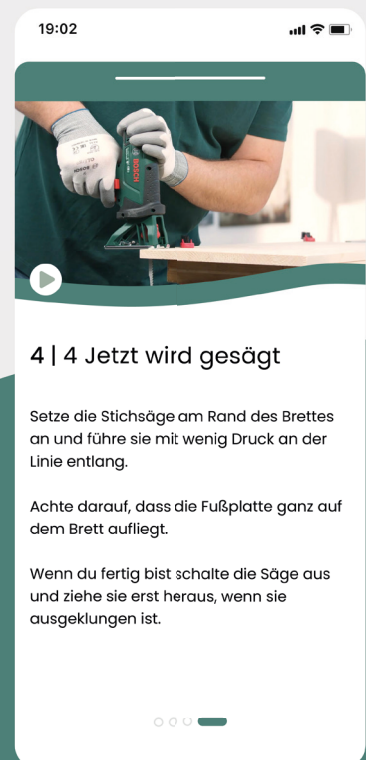 19:02
BOSCH
BOSCH
4 | 4 Jetzt wird gesägt
Setze die Stichsäge am Rand des Brettes
an und führe sie mit wenig Druck an der
Linie entlang.
Achte darauf, dass die Fußplatte ganz auf
dem Brett aufliegt.
Wenn du fertig bist schalte die Säge aus
und ziehe sie erst heraus, wenn sie
ausgeklungen ist.